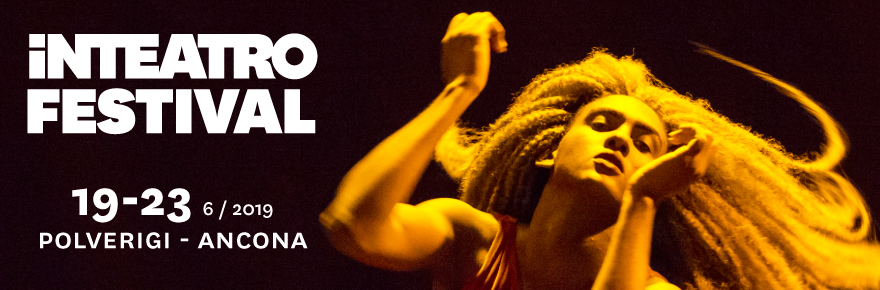 iNTEATRO
FESTIVAL
19-23 6 / 2019
POLVERIGI - ANCONA